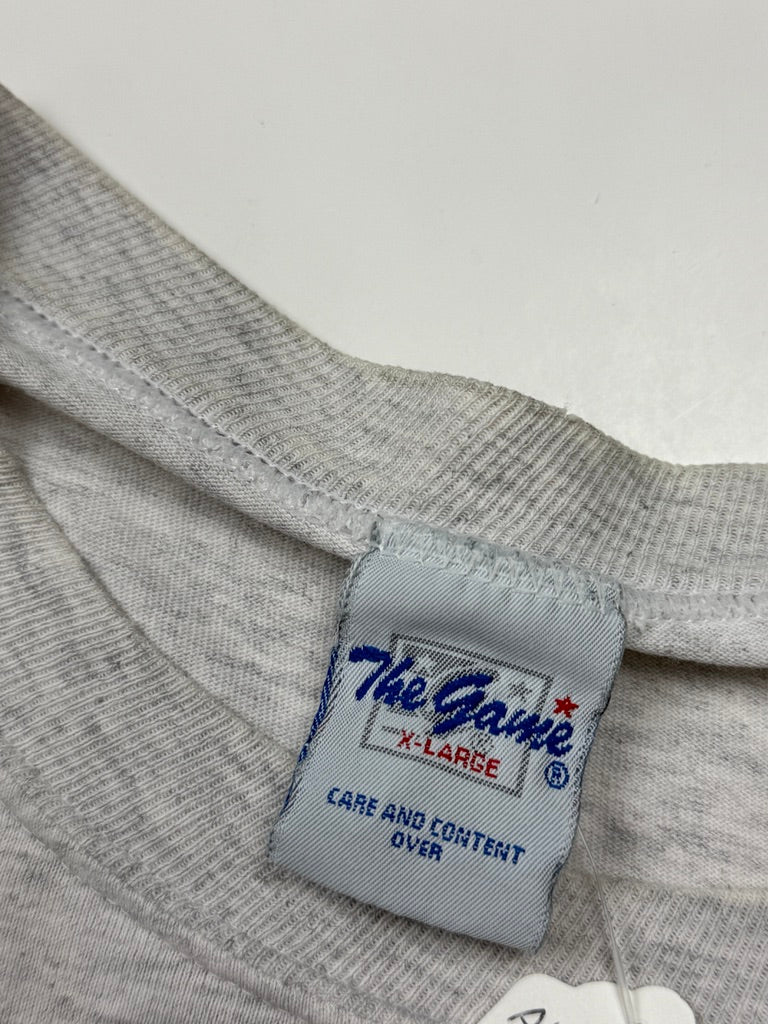 The Game
X-LARGE
®
CARE AND CONTENT
OVER